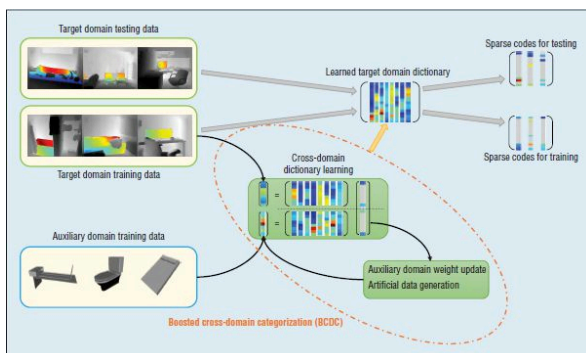 Target domain testing data
Sparse codes for testing
Learned target domain dictionary
Target domain training data
Sparse codes for training
Cross-domain
dictionary learning
=
=
Auxiliary domain training data
Auxiliary domain weight update
Artificial data generation
Boosted cross-domain categorization (BCDC)